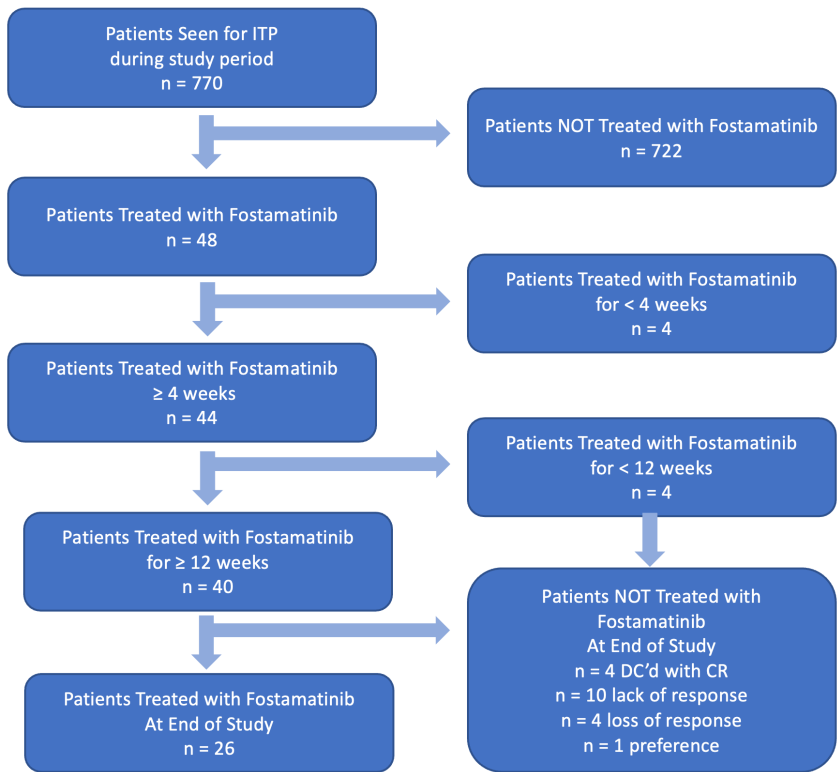 Patients Seen for ITP
during study period
n = 770
Patients NOT Treated with Fostamatinib
n = 722
Patients Treated with Fostamatinib
n = 48
Patients Treated with Fostamatinib
for < 4 weeks
n = 4
Patients Treated with Fostamatinib
≥ 4 weeks
n = 44
Patients Treated with Fostamatinib
for < 12 weeks
n = 4
Patients Treated with Fostamatinib
for ≥ 12 weeks
n = 40
Patients NOT Treated with
Fostamatinib
At End of Study
n = 4 DC’d with CR
n = 10 lack of response
n = 4 loss of response
n = 1 preference
Patients Treated with Fostamatinib
At End of Study
n = 26